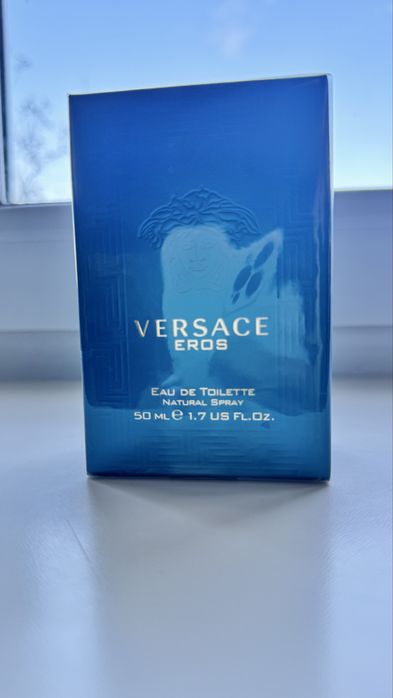 VERSACE
EROS
EAU DE TOILETTE
NATURAL SPRAY
50 ML ℮ 1.7 US FL.OZ.